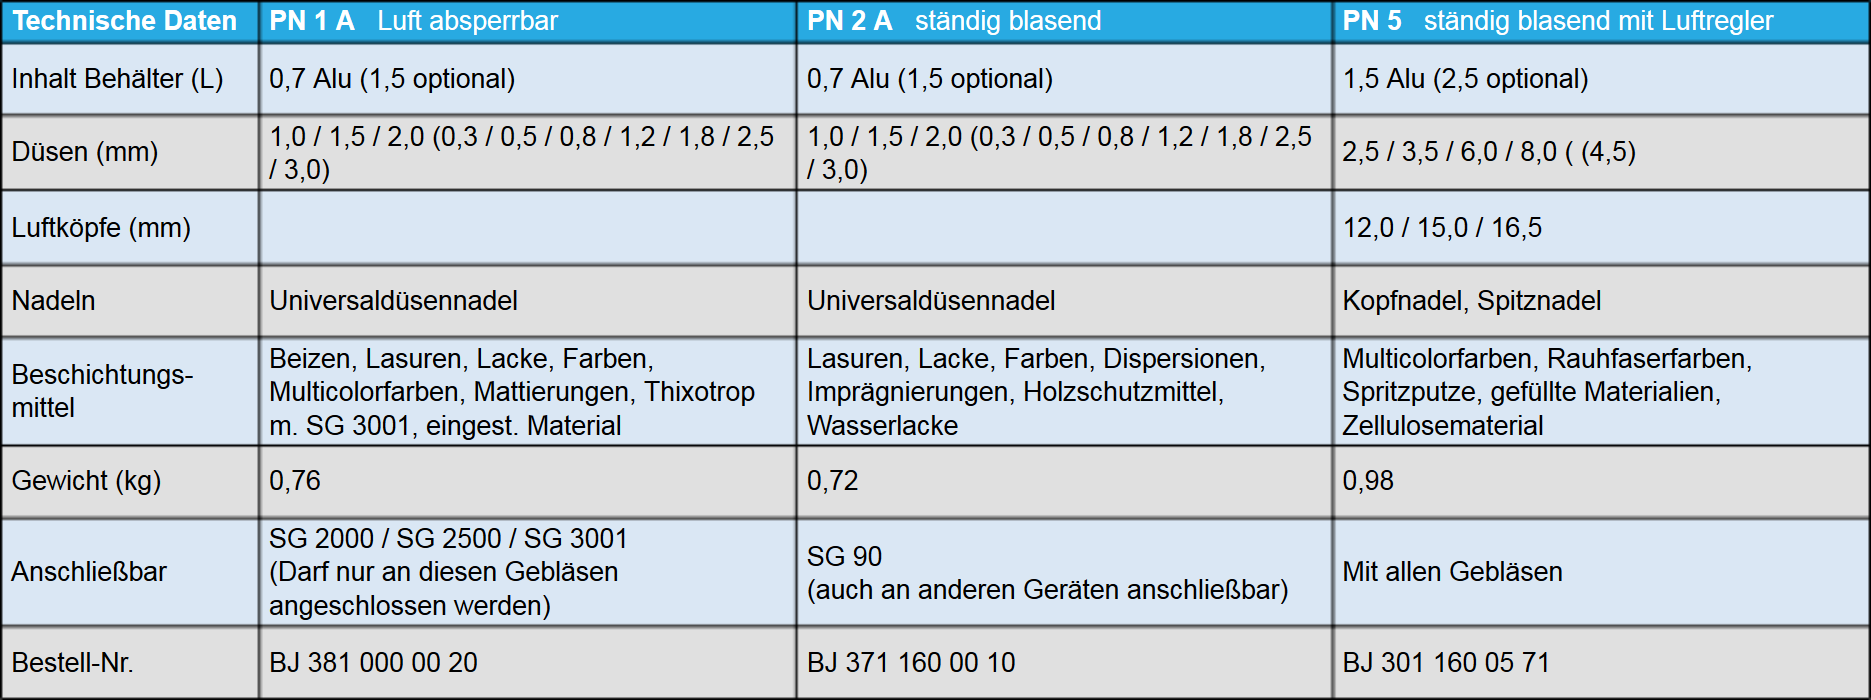 Technische Daten
PN 1 A Luft absperrbar
PN 2 A ständig blasend
PN 5 ständig blasend mit Luftregler
Inhalt Behälter (L)
0,7 Alu (1,5 optional)
0,7 Alu (1,5 optional)
1,5 Alu (2,5 optional)
Düsen (mm)
1,0 / 1,5 / 2,0 (0,3 / 0,5 / 0,8 / 1,2 / 1,8 / 2,5
/ 3,0)
1,0 / 1,5 / 2,0 (0,3 / 0,5 / 0,8 / 1,2 / 1,8 / 2,5
/ 3,0)
2,5 / 3,5 / 6,0 / 8,0 ( (4,5)
Luftköpfe (mm)
12,0 / 15,0 / 16,5
Nadeln
Universaldüsennadel
Universaldüsennadel
Kopfnadel, Spitznadel
Beschichtungs-
mittel
Beizen, Lasuren, Lacke, Farben,
Multicolorfarben, Mattierungen, Thixotrop
m. SG 3001, eingest. Material
Lasuren, Lacke, Farben, Dispersionen,
Imprägnierungen, Holzschutzmittel,
Wasserlacke
Multicolorfarben, Rauhfaserfarben,
Spritzputze, gefüllte Materialien,
Zellulosematerial
Gewicht (kg)
0,76
0,72
0,98
Anschließbar
SG 2000 / SG 2500 / SG 3001
(Darf nur an diesen Gebläsen
angeschlossen werden)
SG 90
(auch an anderen Geräten anschließbar)
Mit allen Gebläsen
Bestell-Nr.
BJ 381 000 00 20
BJ 371 160 00 10
BJ 301 160 05 71